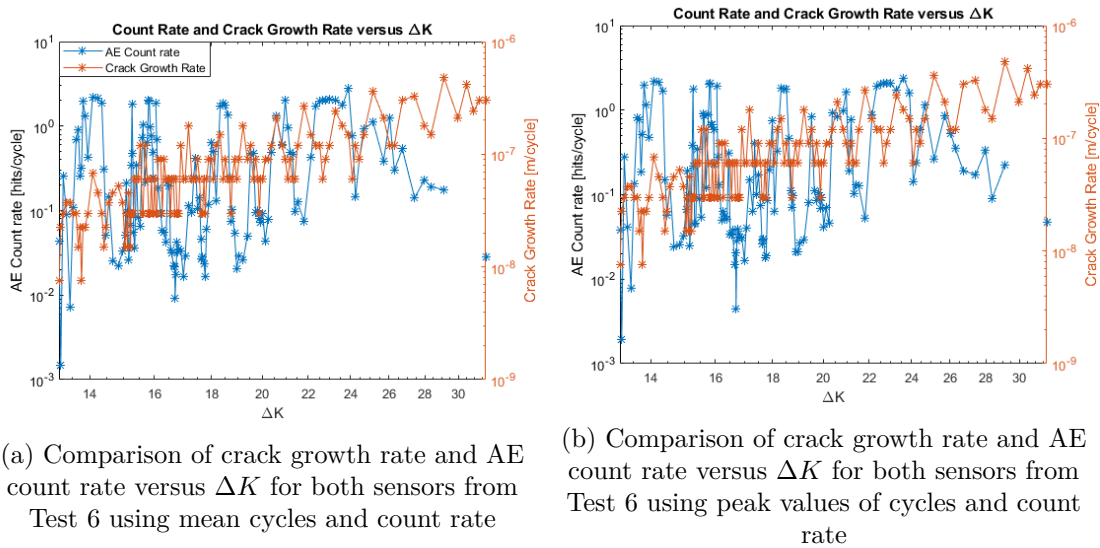 Count Rate and Crack Growth Rate versus ΔK
AE Count rate
Crack Growth Rate
10^1
10^0
10^-1
10^-2
10^-3
AE Count rate [hits/cycle]
10^-6
10^-7
10^-8
10^-9
Crack Growth Rate [m/cycle]
14 16 18 20 22 24 26 28 30
ΔK
(a) Comparison of crack growth rate and AE
count rate versus ΔK for both sensors from
Test 6 using mean cycles and count rate
Count Rate and Crack Growth Rate versus ΔK
10^1
10^0
10^-1
10^-2
10^-3
AE Count rate [hits/cycle]
10^-6
10^-7
10^-8
10^-9
Crack Growth Rate [m/cycle]
14 16 18 20 22 24 26 28 30
ΔK
(b) Comparison of crack growth rate and AE
count rate versus ΔK for both sensors from
Test 6 using peak values of cycles and count
rate